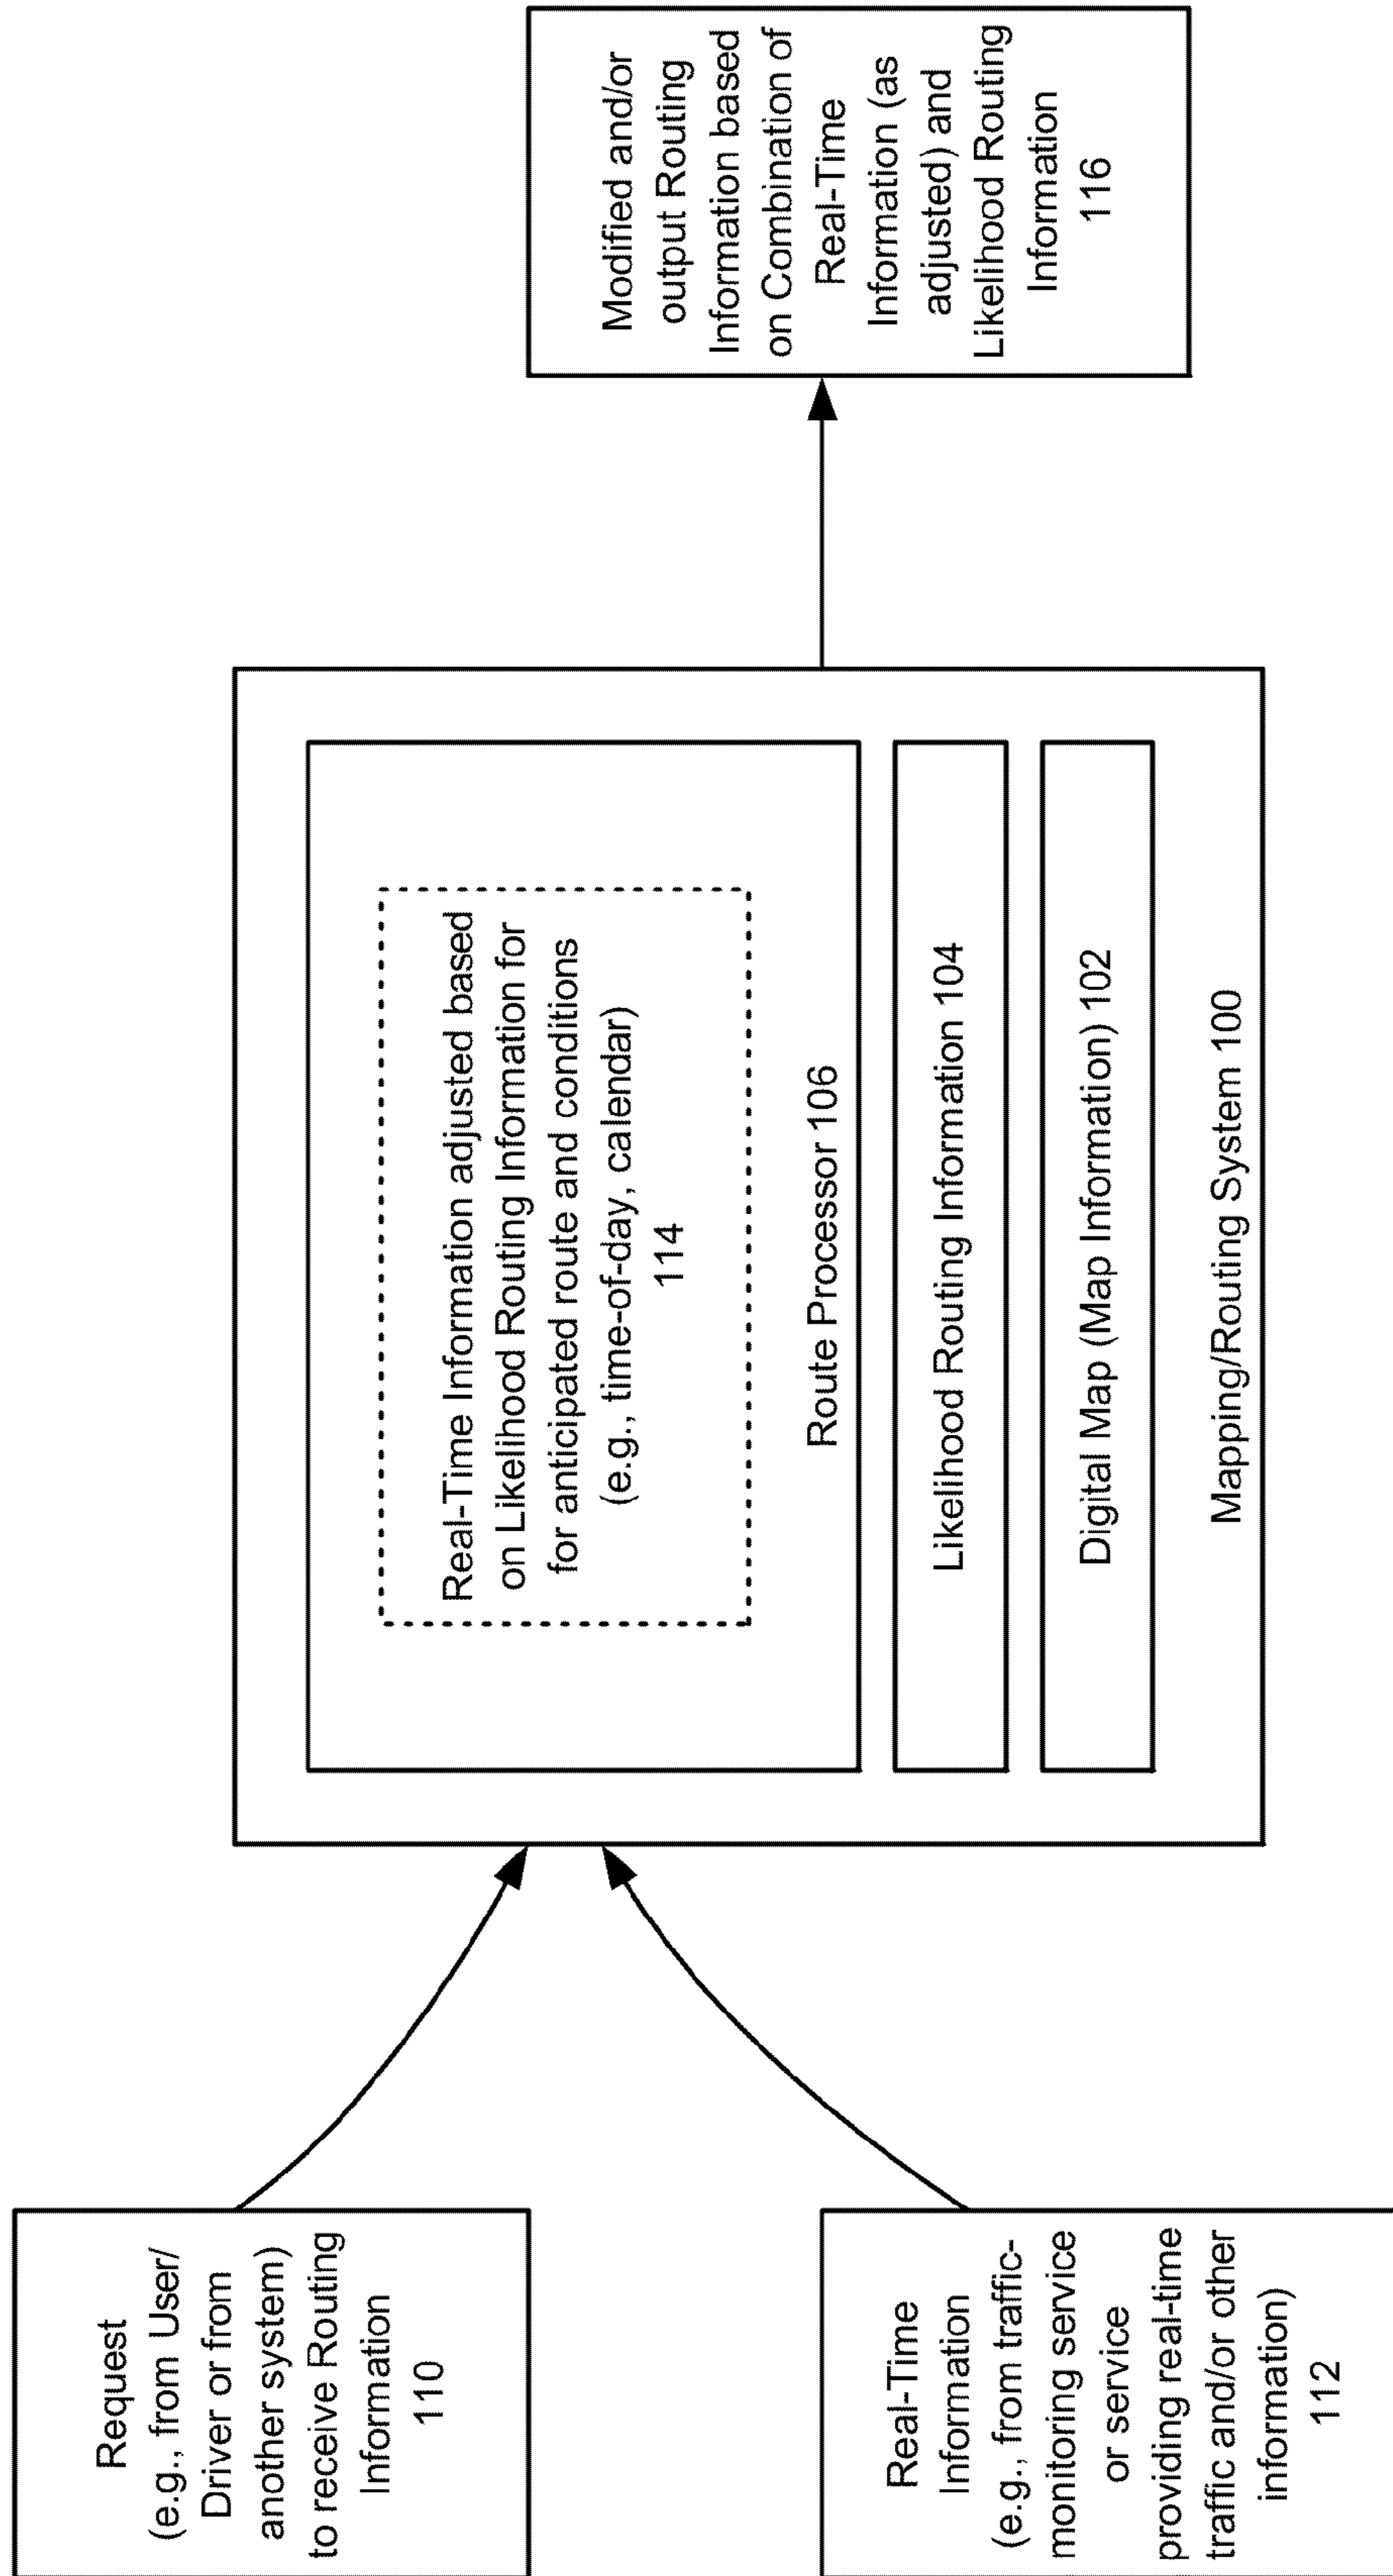 Request
(e.g., from User/
Driver or from
another system)
to receive Routing
Information
110
Real-Time
Information
(e.g., from traffic-
monitoring service
or service
providing real-time
traffic and/or other
information)
112
Real-Time Information adjusted based
on Likelihood Routing Information for
for anticipated route and conditions
(e.g., time-of-day, calendar)
114
Route Processor 106
Likelihood Routing Information 104
Digital Map (Map Information) 102
Mapping/Routing System 100
Modified and/or
output Routing
Information based
on Combination of
Real-Time
Information (as
adjusted) and
Likelihood Routing
Information
116